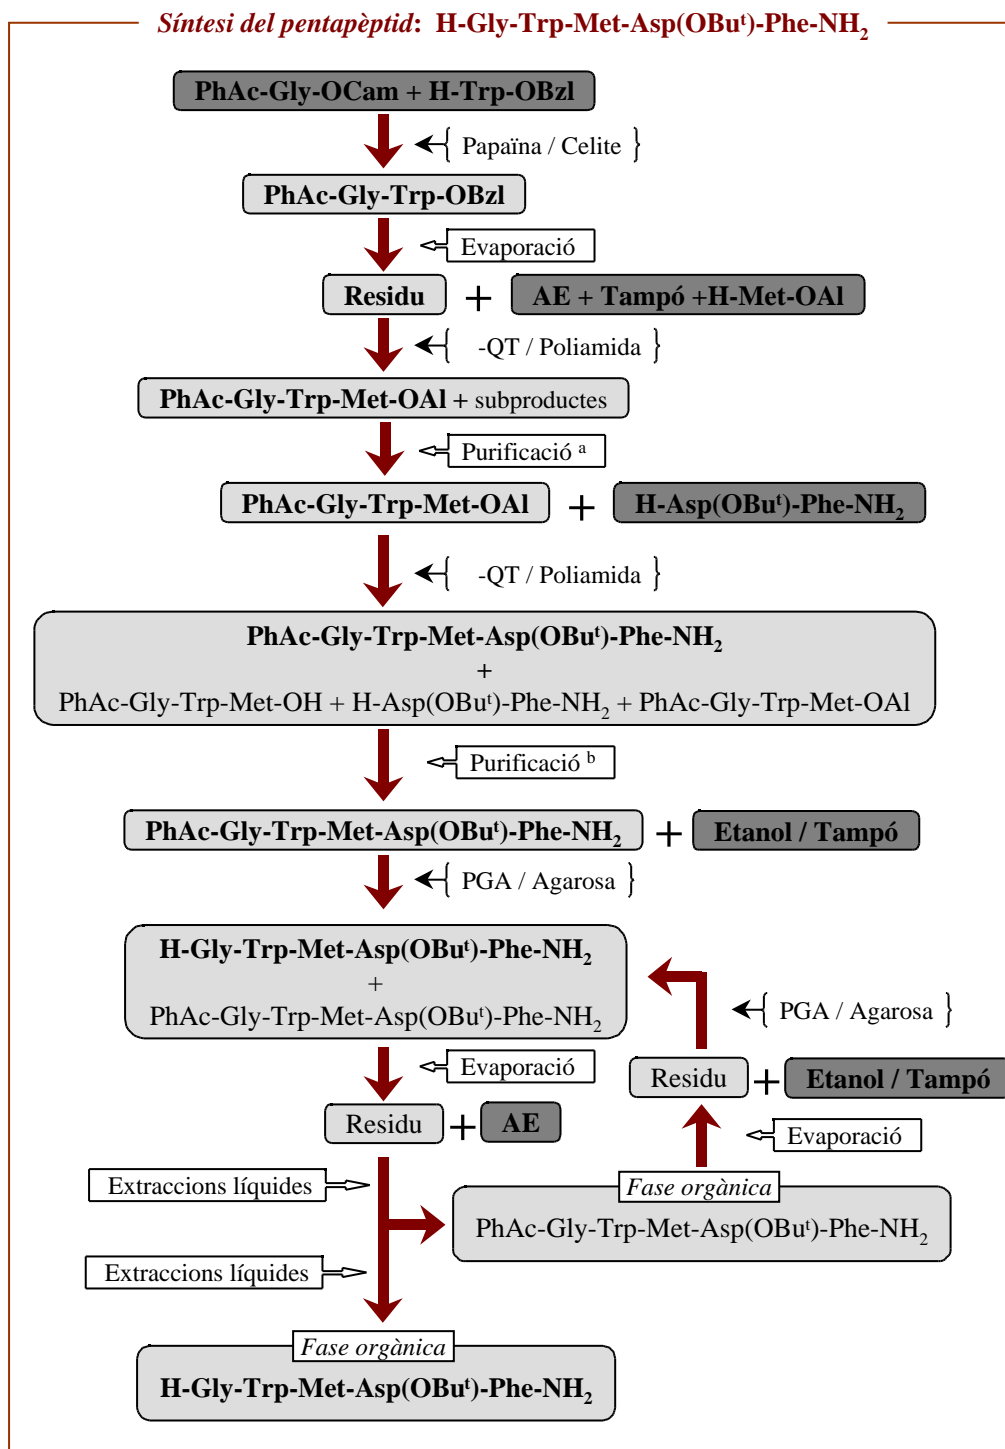 Síntesi del pentapèptid: H-Gly-Trp-Met-Asp(OBuᵗ)-Phe-NH₂
PhAc-Gly-OCam + H-Trp-OBzl
{ Papaïna / Celite }
PhAc-Gly-Trp-OBzl
Evaporació
Residu + AE + Tampó +H-Met-OAl
{ -QT / Poliamida }
PhAc-Gly-Trp-Met-OAl + subproductes
Purificació ᵃ
PhAc-Gly-Trp-Met-OAl + H-Asp(OBuᵗ)-Phe-NH₂
{ -QT / Poliamida }
PhAc-Gly-Trp-Met-Asp(OBuᵗ)-Phe-NH₂
+
PhAc-Gly-Trp-Met-OH + H-Asp(OBuᵗ)-Phe-NH₂ + PhAc-Gly-Trp-Met-OAl
Purificació ᵇ
PhAc-Gly-Trp-Met-Asp(OBuᵗ)-Phe-NH₂ + Etanol / Tampó
{ PGA / Agarosa }
H-Gly-Trp-Met-Asp(OBuᵗ)-Phe-NH₂
+
PhAc-Gly-Trp-Met-Asp(OBuᵗ)-Phe-NH₂
{ PGA / Agarosa }
Evaporació
Residu + Etanol / Tampó
Residu + AE
Evaporació
Extraccions líquides
Fase orgànica
PhAc-Gly-Trp-Met-Asp(OBuᵗ)-Phe-NH₂
Extraccions líquides
Fase orgànica
H-Gly-Trp-Met-Asp(OBuᵗ)-Phe-NH₂